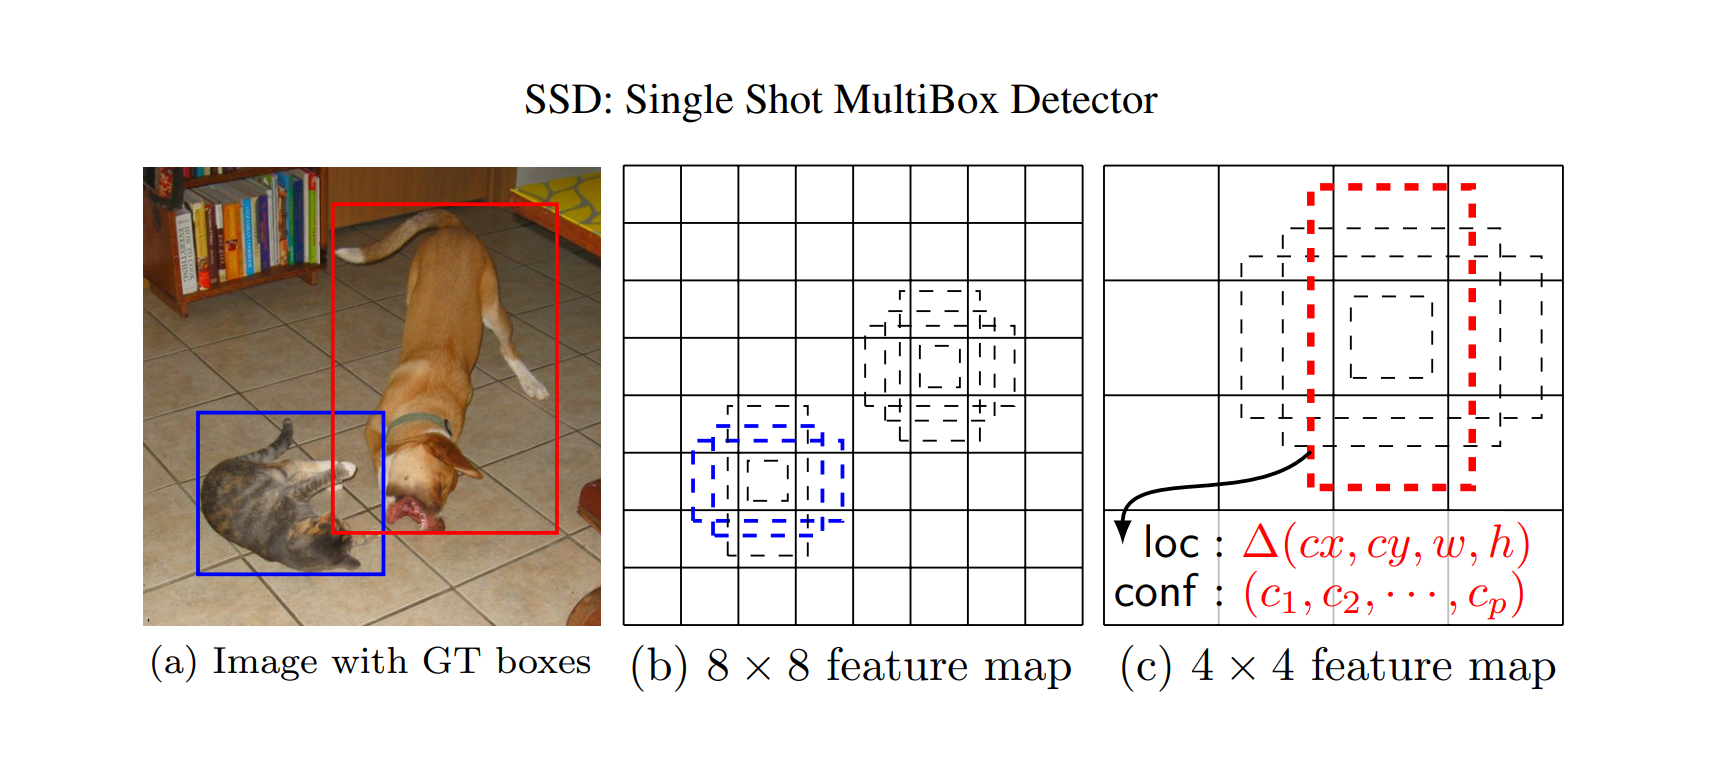 SSD: Single Shot MultiBox Detector
loc : Δ(cx, cy, w, h)
conf : (c₁, c₂, ⋯, cₚ)
(a) Image with GT boxes
(b) 8 × 8 feature map
(c) 4 × 4 feature map